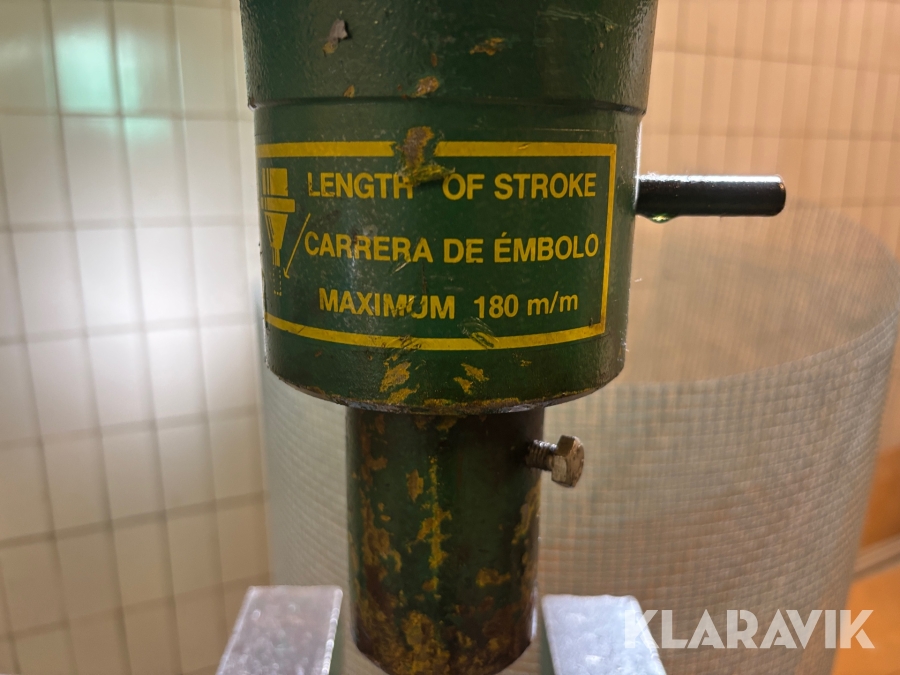 LENGTH OF STROKE
CARRERA DE ÉMBOLO
MAXIMUM 180 m/m
KLARAVIK